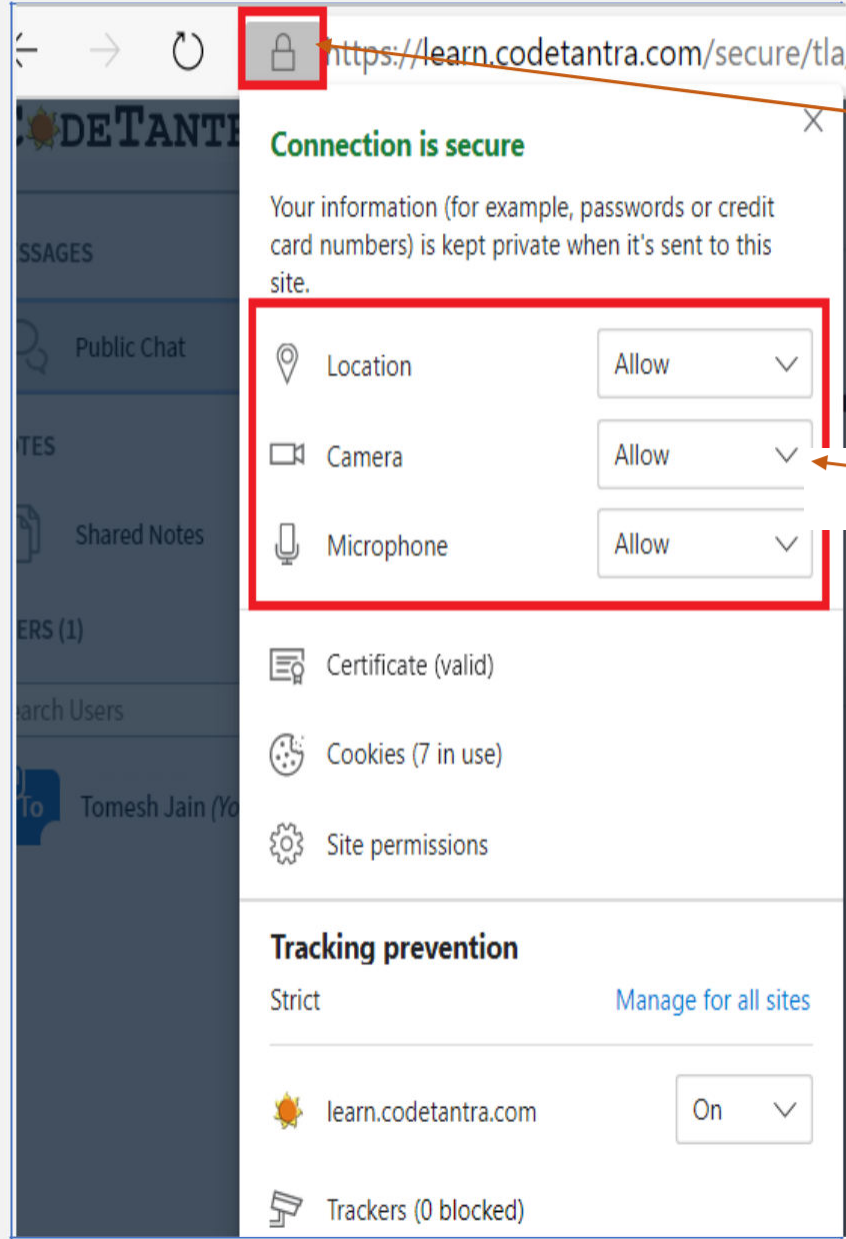 https://learn.codetantra.com/secure/tla
CODETANTR
Connection is secure
Your information (for example, passwords or credit
card numbers) is kept private when it's sent to this
site.
SSAGES
Public Chat
Location Allow
TES
Camera Allow
Shared Notes
Microphone Allow
ERS (1)
Certificate (valid)
earch Users
Cookies (7 in use)
To Tomesh Jain (Yo
Site permissions
Tracking prevention
Strict Manage for all sites
learn.codetantra.com On
Trackers (0 blocked)